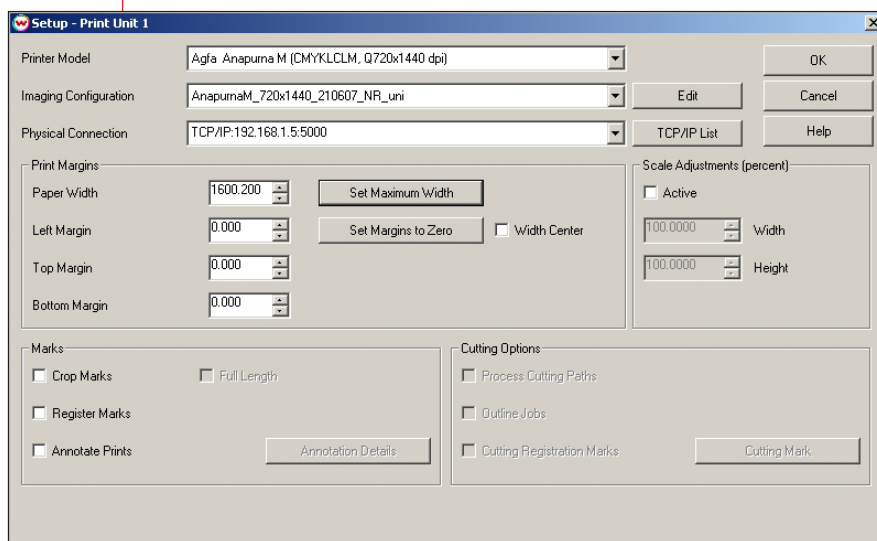 Setup - Print Unit 1
Printer Model
Agfa Anapurna M (CMYKLCLM, Q720x1440 dpi)
OK
Imaging Configuration
AnapurnaM_720x1440_210607_NR_uni
Edit
Cancel
Physical Connection
TCP/IP:192.168.1.5:5000
TCP/IP List
Help
Print Margins
Paper Width
1600.200
Set Maximum Width
Left Margin
0.000
Set Margins to Zero
Width Center
Top Margin
0.000
Bottom Margin
0.000
Scale Adjustments (percent)
Active
100.0000
Width
100.0000
Height
Marks
Crop Marks
Full Length
Register Marks
Annotate Prints
Annotation Details
Cutting Options
Process Cutting Paths
Outline Jobs
Cutting Registration Marks
Cutting Mark